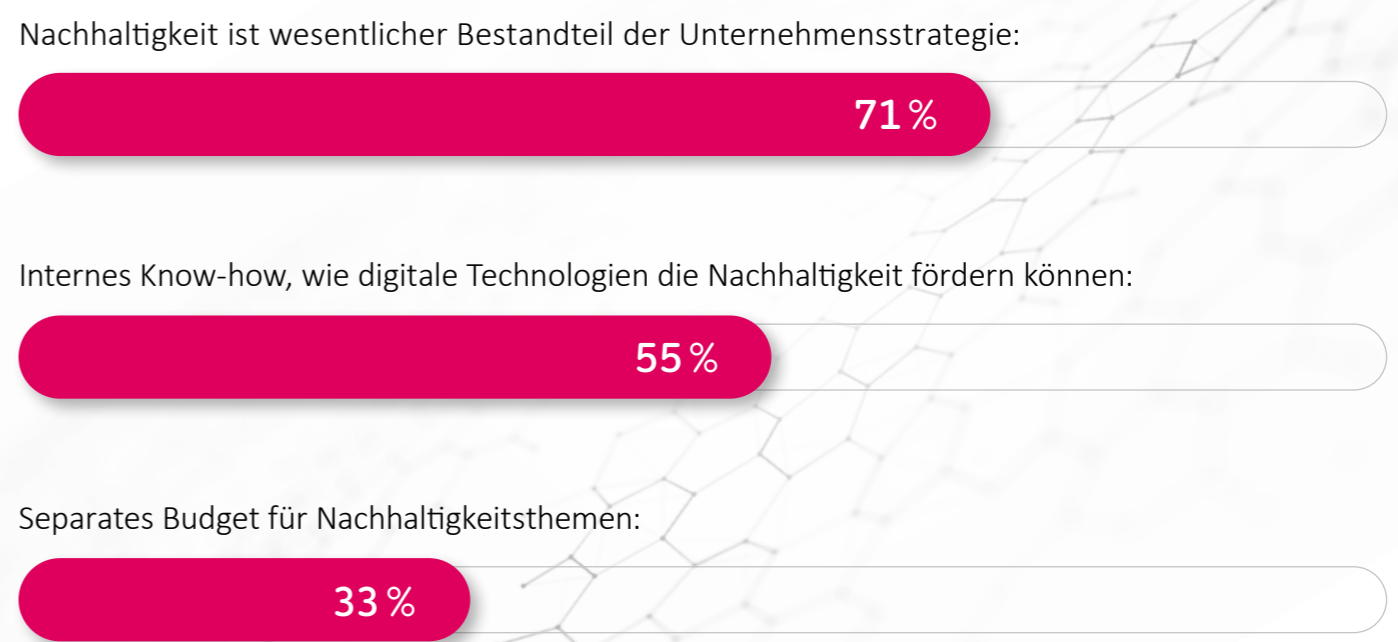 Nachhaltigkeit ist wesentlicher Bestandteil der Unternehmensstrategie:
71 %
Internes Know-how, wie digitale Technologien die Nachhaltigkeit fördern können:
55 %
Separates Budget für Nachhaltigkeitsthemen:
33 %